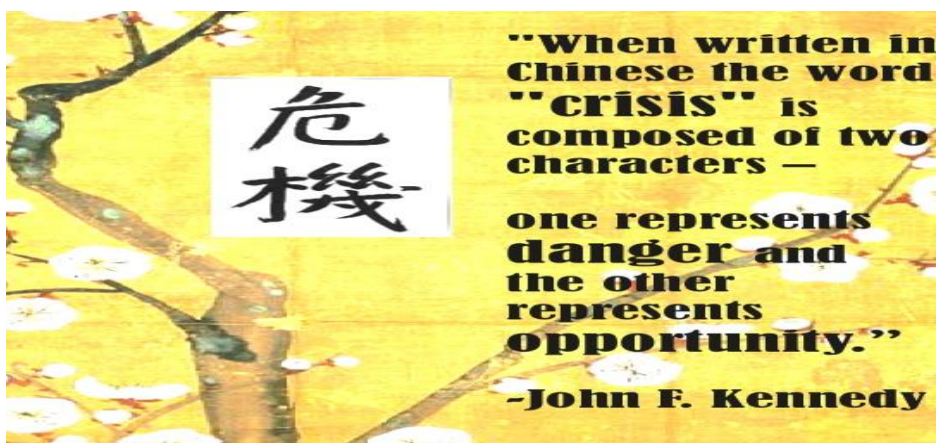 危
機
"When written in
Chinese the word
"crisis" is
composed of two
characters –
one represents
danger and
the other
represents
opportunity.”
-John F. Kennedy